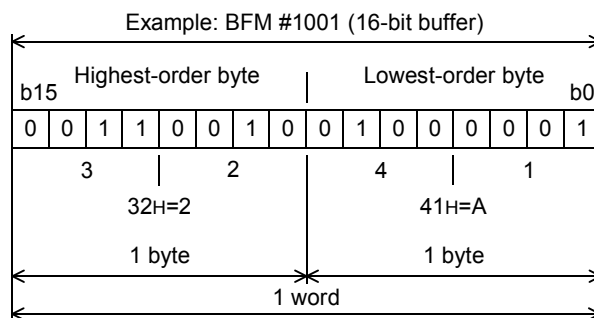 Example: BFM #1001 (16-bit buffer)
Highest-order byte Lowest-order byte
b15 b0
0 0 1 1 0 0 1 0 0 1 0 0 0 0 0 1
3 2 4 1
32H=2 41H=A
1 byte 1 byte
1 word